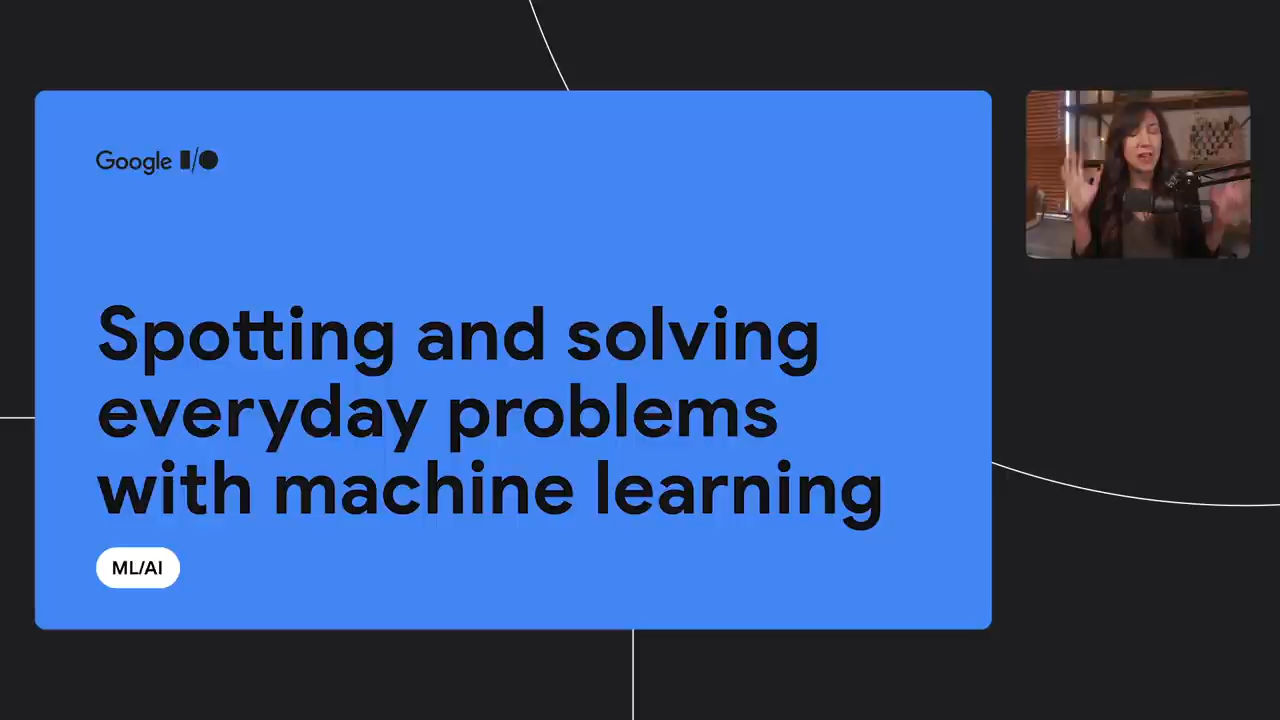 Google I/O
Spotting and solving
everyday problems
with machine learning
ML/AI